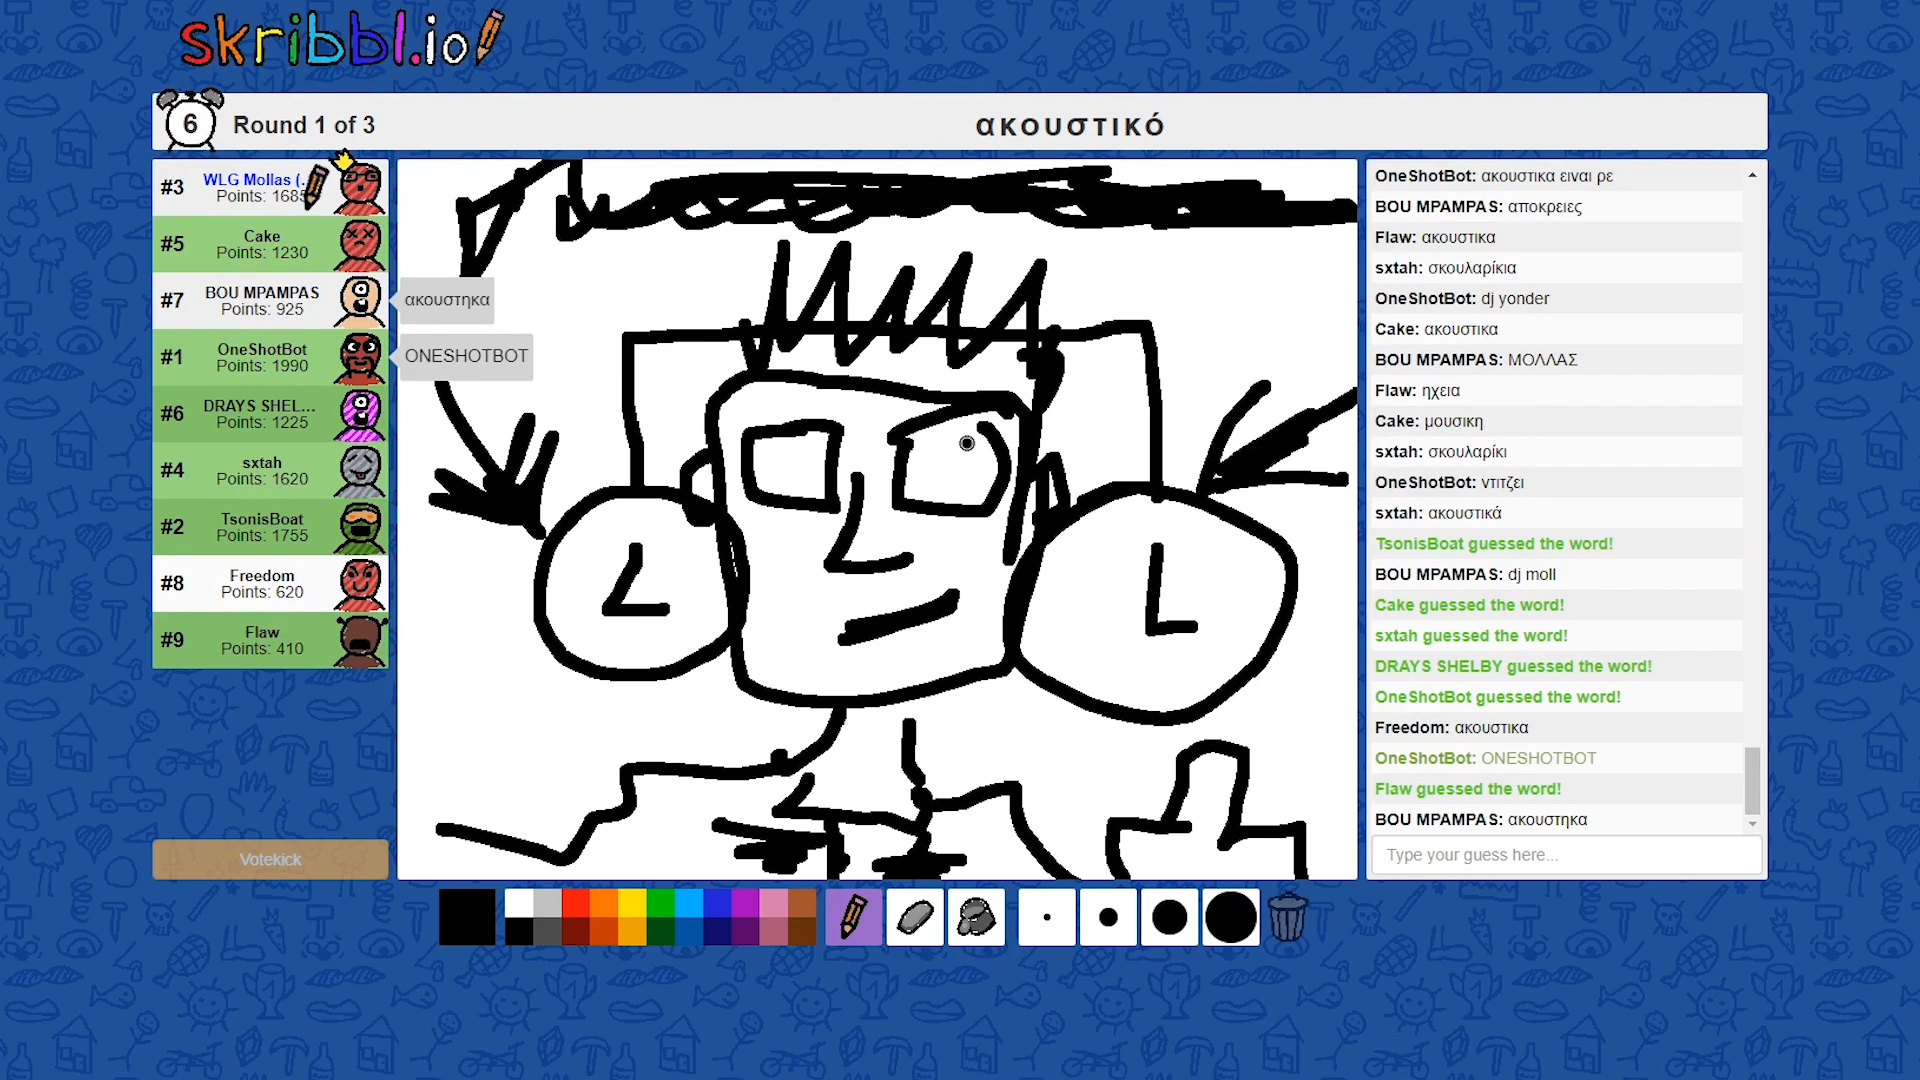 skribbl.io
6
Round 1 of 3
ακουστικό
#3
WLG Mollas (...
Points: 1685
#5
Cake
Points: 1230
#7
BOU MPAMPAS
Points: 925
ακουστηκα
#1
OneShotBot
Points: 1990
ONESHOTBOT
#6
DRAYS SHEL...
Points: 1225
#4
sxtah
Points: 1620
#2
TsonisBoat
Points: 1755
#8
Freedom
Points: 620
#9
Flaw
Points: 410
Votekick
L
L
OneShotBot: ακουστικα ειναι ρε
BOU MPAMPAS: αποκρειες
Flaw: ακουστικα
sxtah: σκουλαρίκια
OneShotBot: dj yonder
Cake: ακουστικα
BOU MPAMPAS: ΜΟΛΛΑΣ
Flaw: ηχεια
Cake: μουσικη
sxtah: σκουλαρίκι
OneShotBot: ντιτζει
sxtah: ακουστικά
TsonisBoat guessed the word!
BOU MPAMPAS: dj moll
Cake guessed the word!
sxtah guessed the word!
DRAYS SHELBY guessed the word!
OneShotBot guessed the word!
Freedom: ακουστικα
OneShotBot: ONESHOTBOT
Flaw guessed the word!
BOU MPAMPAS: ακουστηκα
Type your guess here...